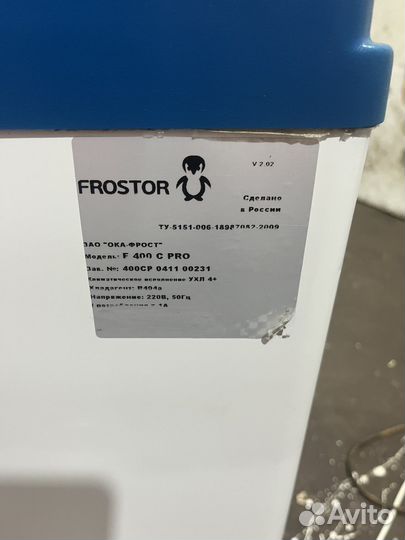 V 2.02
FROSTOR
Сделано
в России
ТУ-5151-006-18987052-2009
ЗАО "ОКА-ФРОСТ"
Модель: F 400 C PRO
Зав. №: 400CP 0411 00231
Климатическое исполнение УХЛ 4+
Хладагент: R404a
Напряжение: 220В, 50Гц
Avito